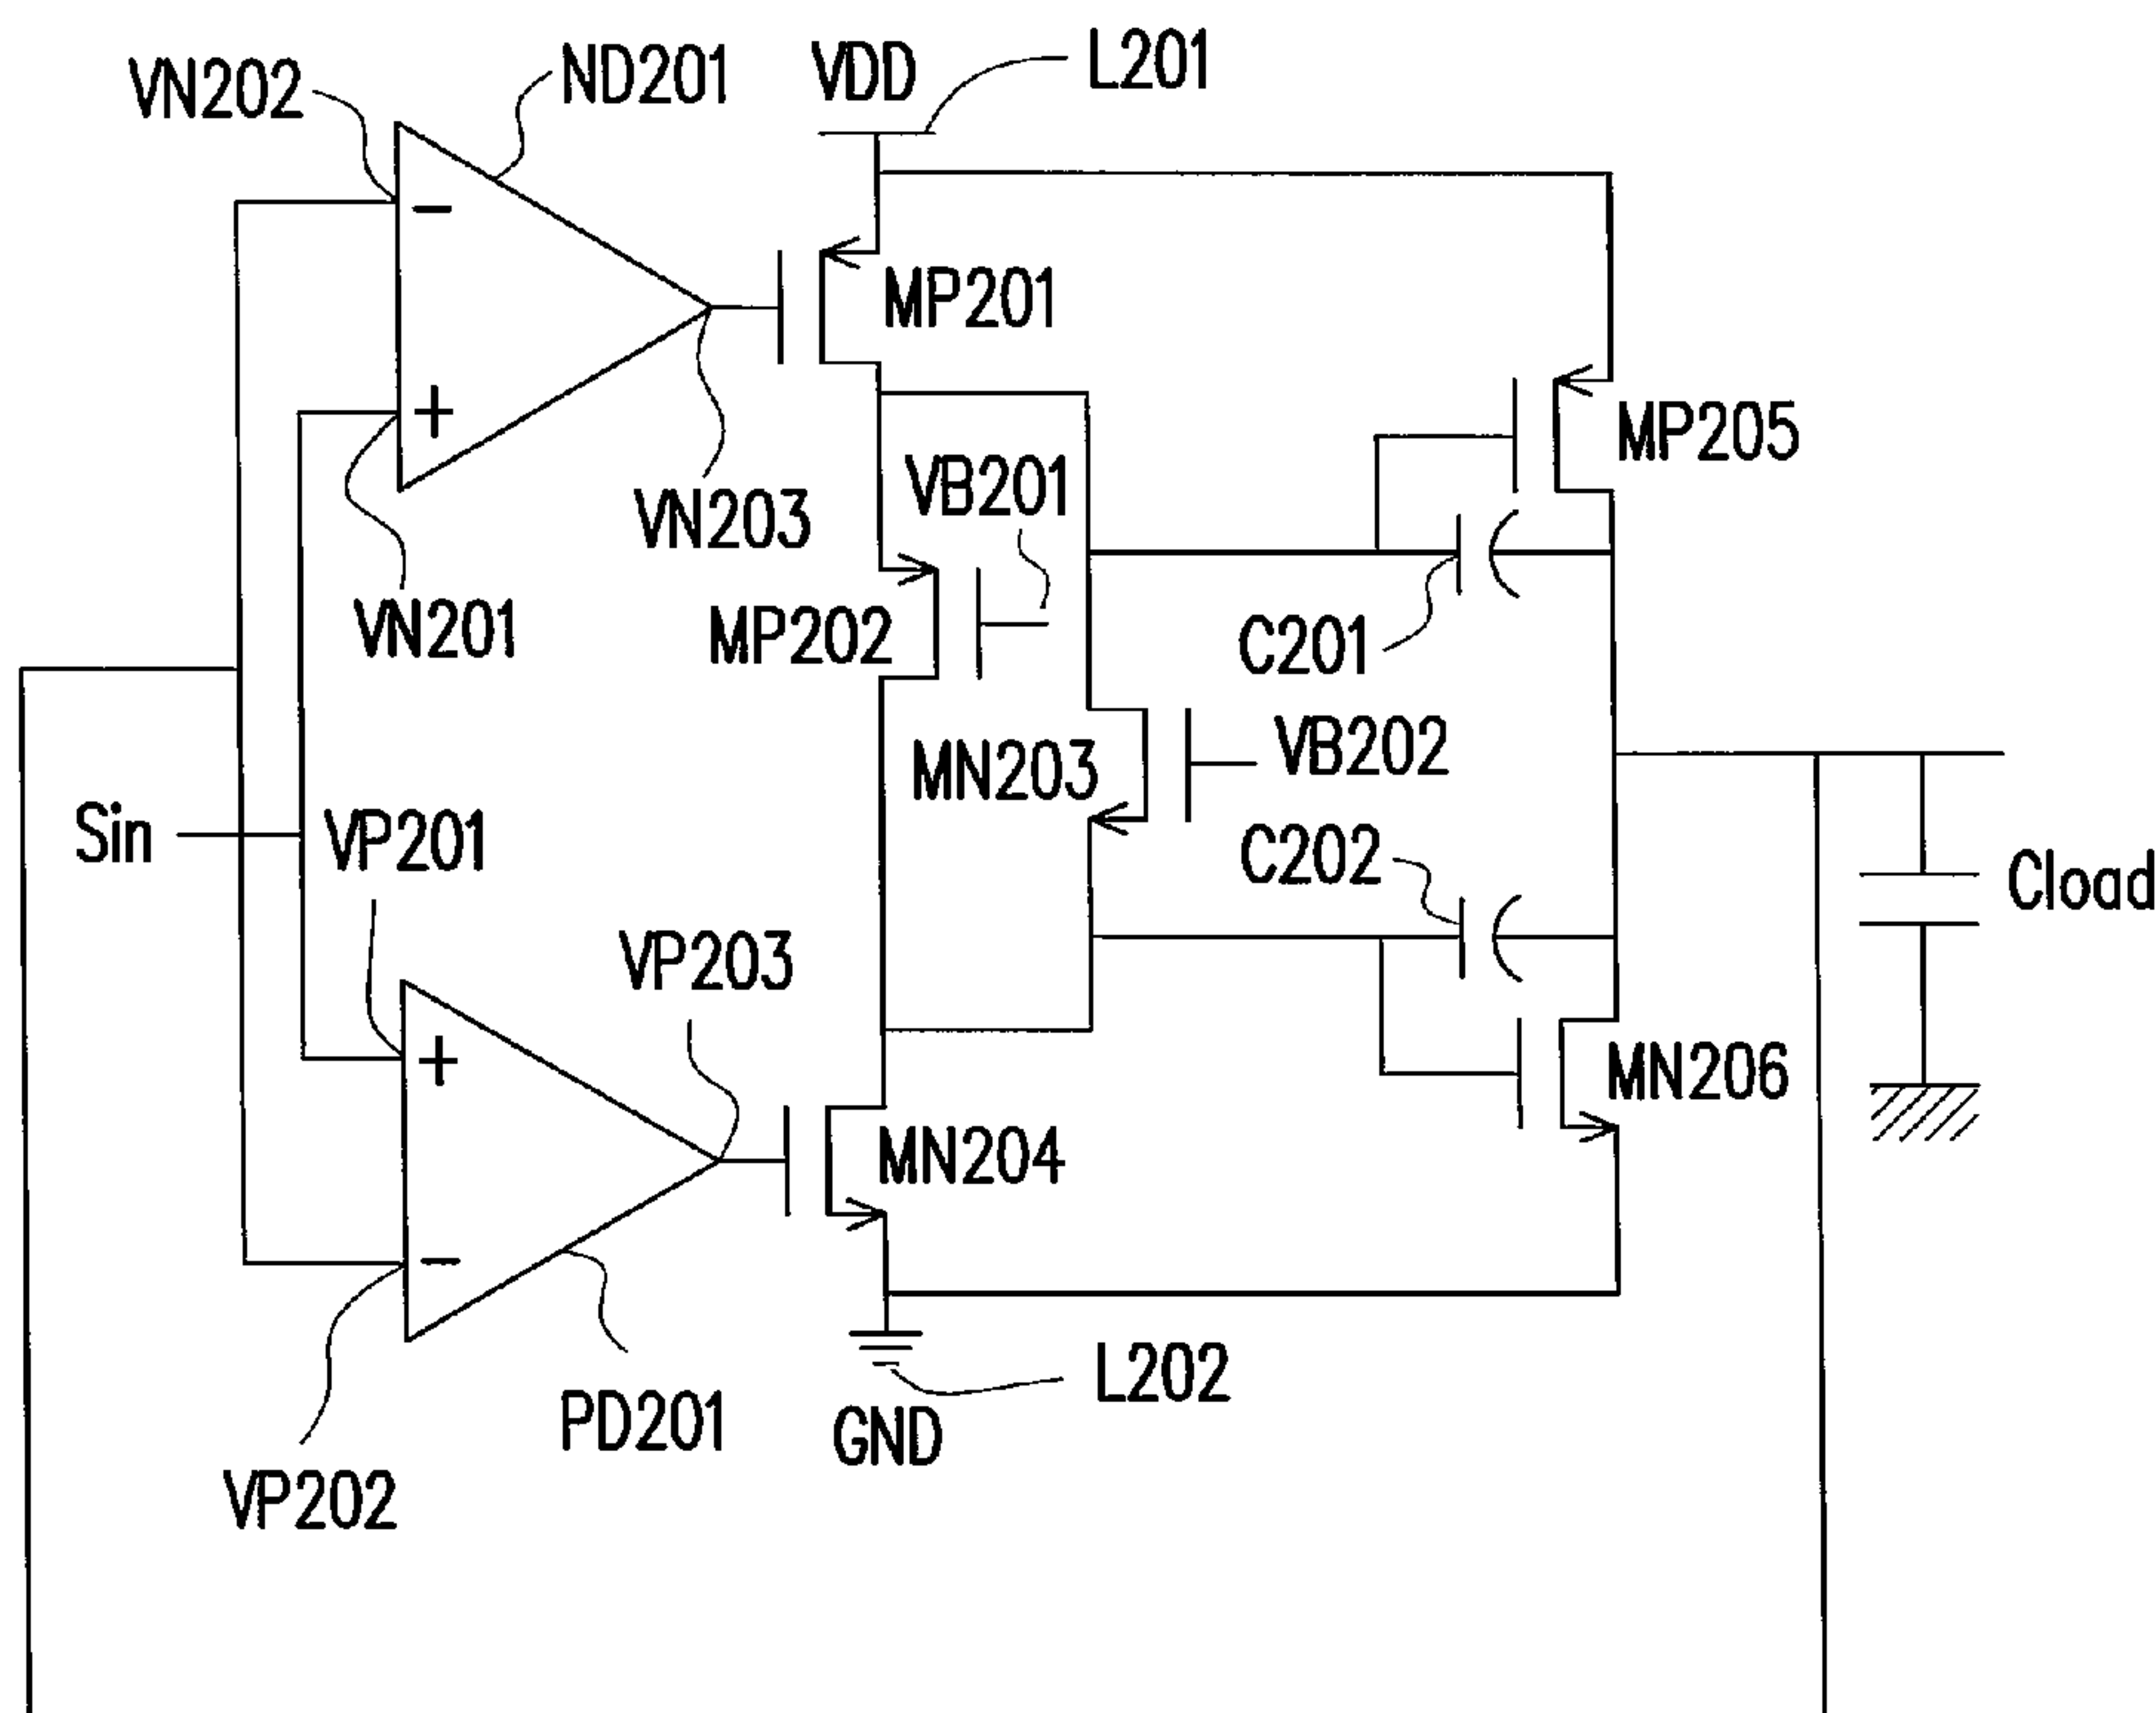 VN202
ND201
VDD
L201
MP201
MP205
VN203
VB201
VN201
MP202
C201
MN203
VB202
Sin
VP201
C202
Cload
VP203
MN206
MN204
PD201
GND
L202
VP202
-
+
+
-